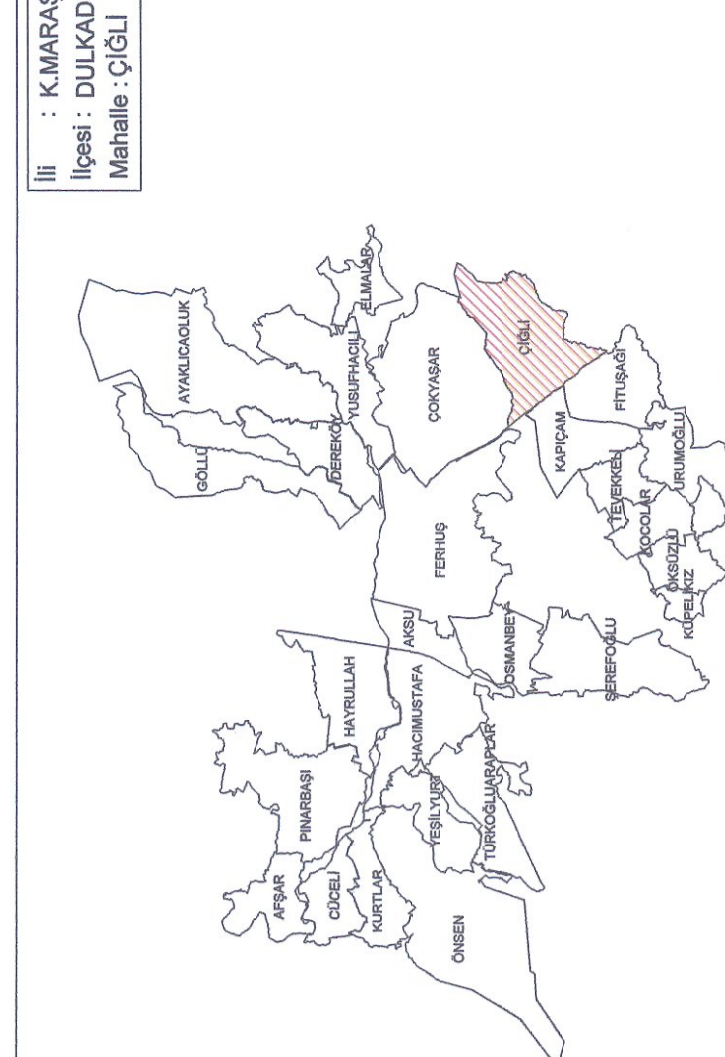 İli : K.MARAŞ
İlçesi : DULKAD
Mahalle : ÇİĞLİ
AYAKLICAOLUK
GÖLLÜ
ELMALAR
YUSUFHACILI
DEREKÖY
ÇOKYAŞAR
ÇİĞLİ
KAPIÇAM
FİTUŞAĞI
TEVEKKELİ
KOCOLAR
URUMOĞLU
ÖKSÜZLÜ
KÜPELİKIZ
FERHUŞ
AKSU
OSMANBEY
ŞEREFOĞLU
HAYRULLAH
HACIMUSTAFA
PINARBAŞI
YEŞİLYURT
TÜRKOĞLUARAPLAR
AFŞAR
CÜCELİ
KURTLAR
ÖNSEN